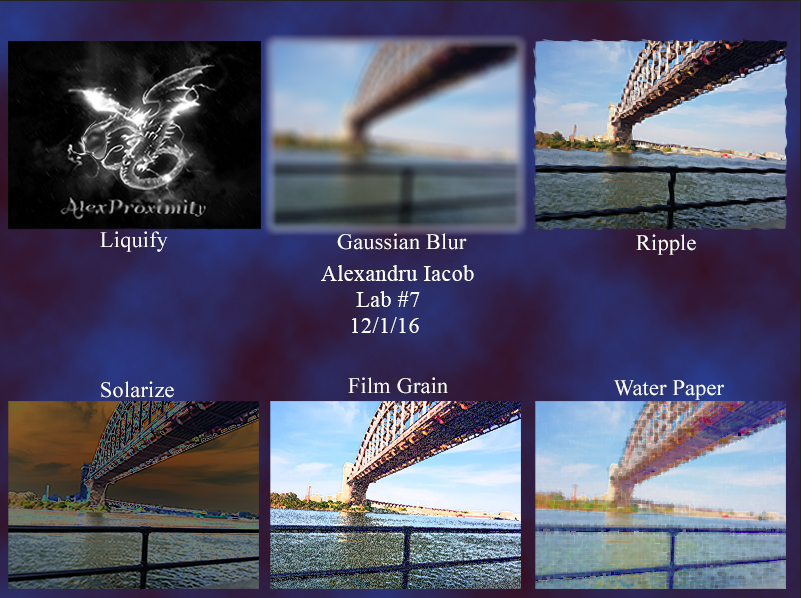 AlexProximity
Liquify
Gaussian Blur
Ripple
Alexandru Iacob
Lab #7
12/1/16
Solarize
Film Grain
Water Paper